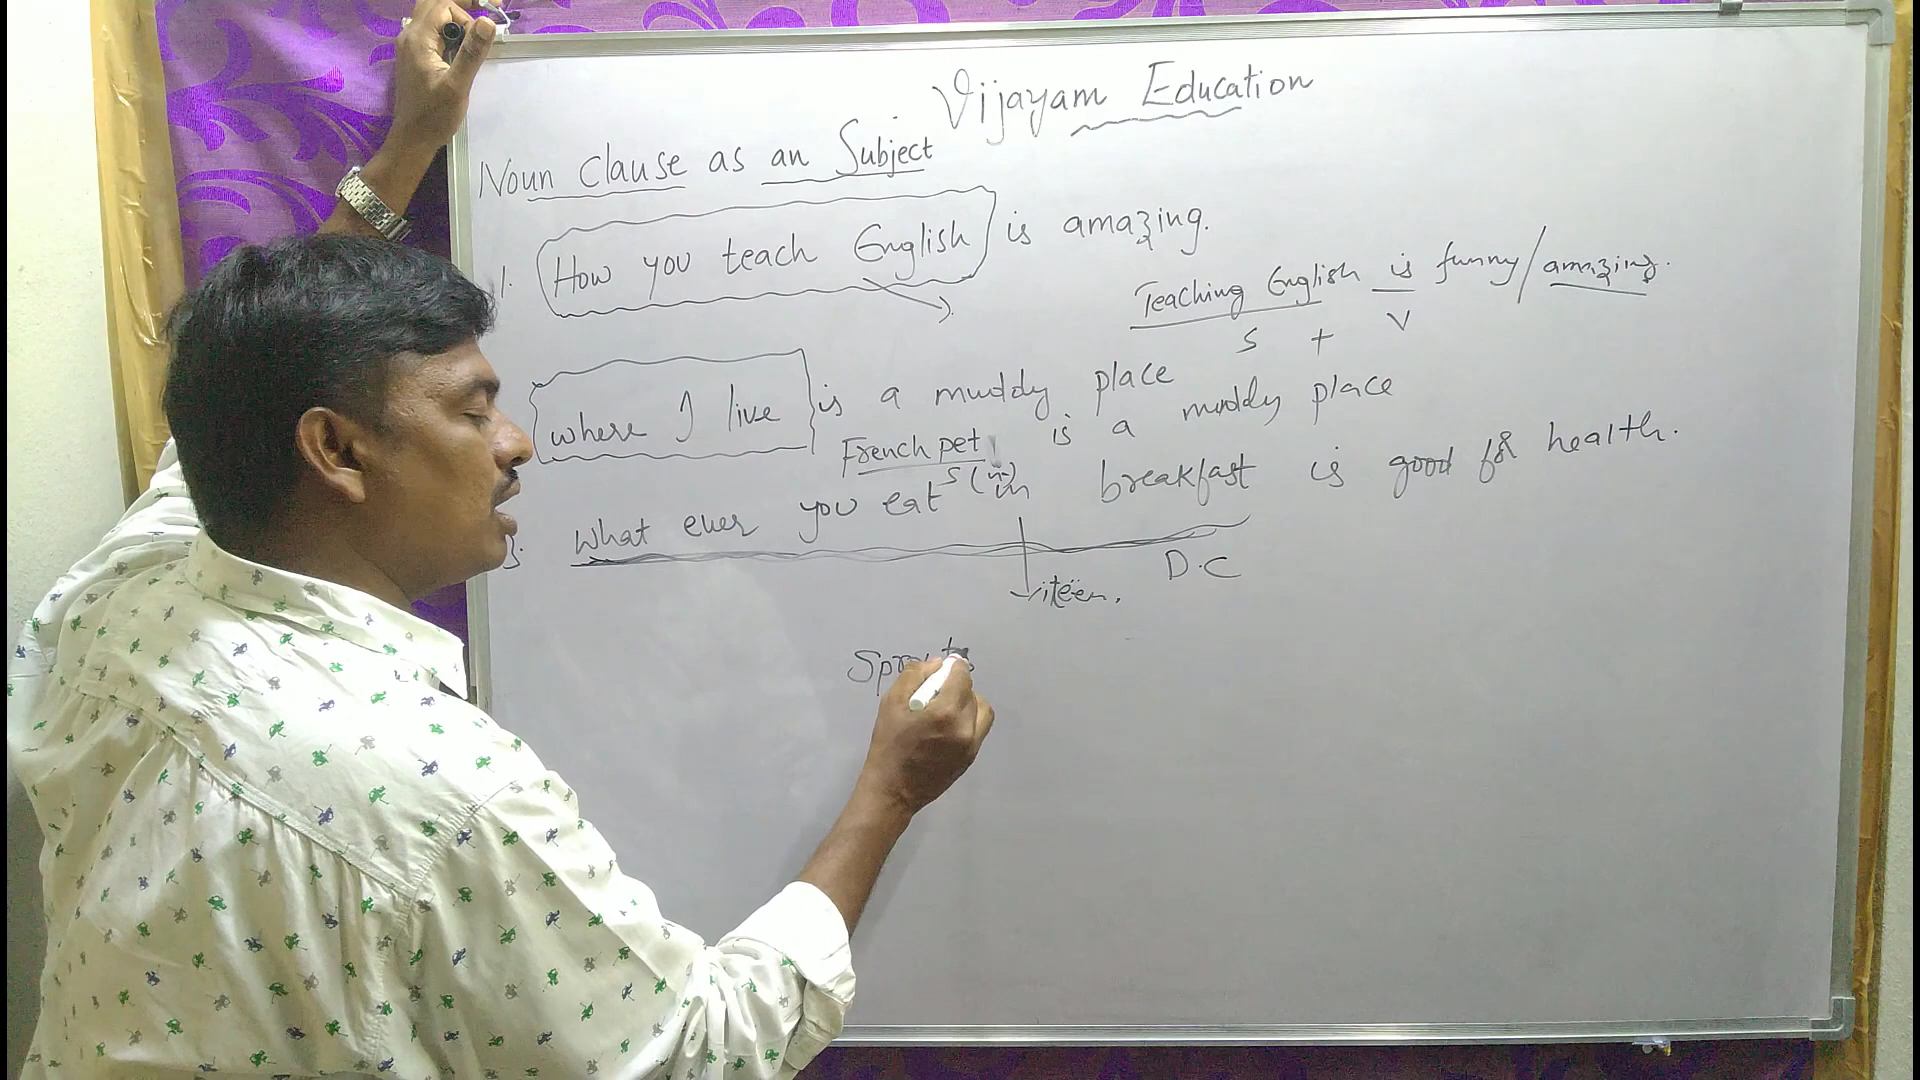 Vijayam Education
Noun clause as an Subject
1. How you teach English is amazing.
Teaching English is funny/amazing.
S + V
where I live is a muddy place
French pet is a muddy place
S (n)
3. What ever you eat in breakfast is good for health.
D.C
Sprouts